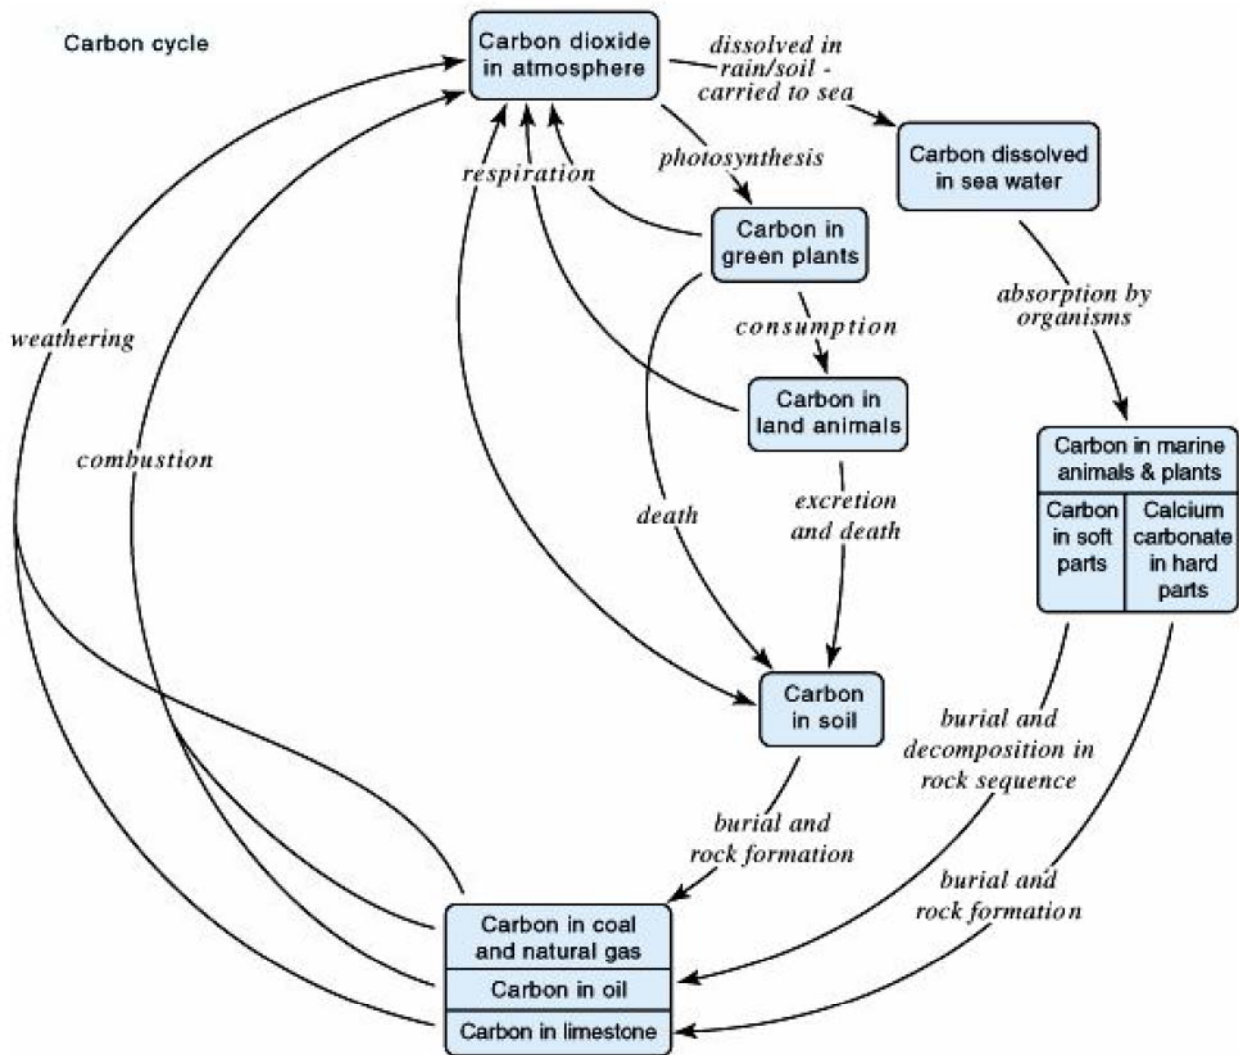 Carbon cycle
Carbon dioxide
in atmosphere
dissolved in
rain/soil -
carried to sea
Carbon dissolved
in sea water
photosynthesis
respiration
Carbon in
green plants
absorption by
organisms
consumption
weathering
Carbon in
land animals
combustion
Carbon in marine
animals & plants
Carbon
in soft
parts
Calcium
carbonate
in hard
parts
death
excretion
and death
Carbon
in soil
burial and
decomposition in
rock sequence
burial and
rock formation
burial and
rock formation
Carbon in coal
and natural gas
Carbon in oil
Carbon in limestone